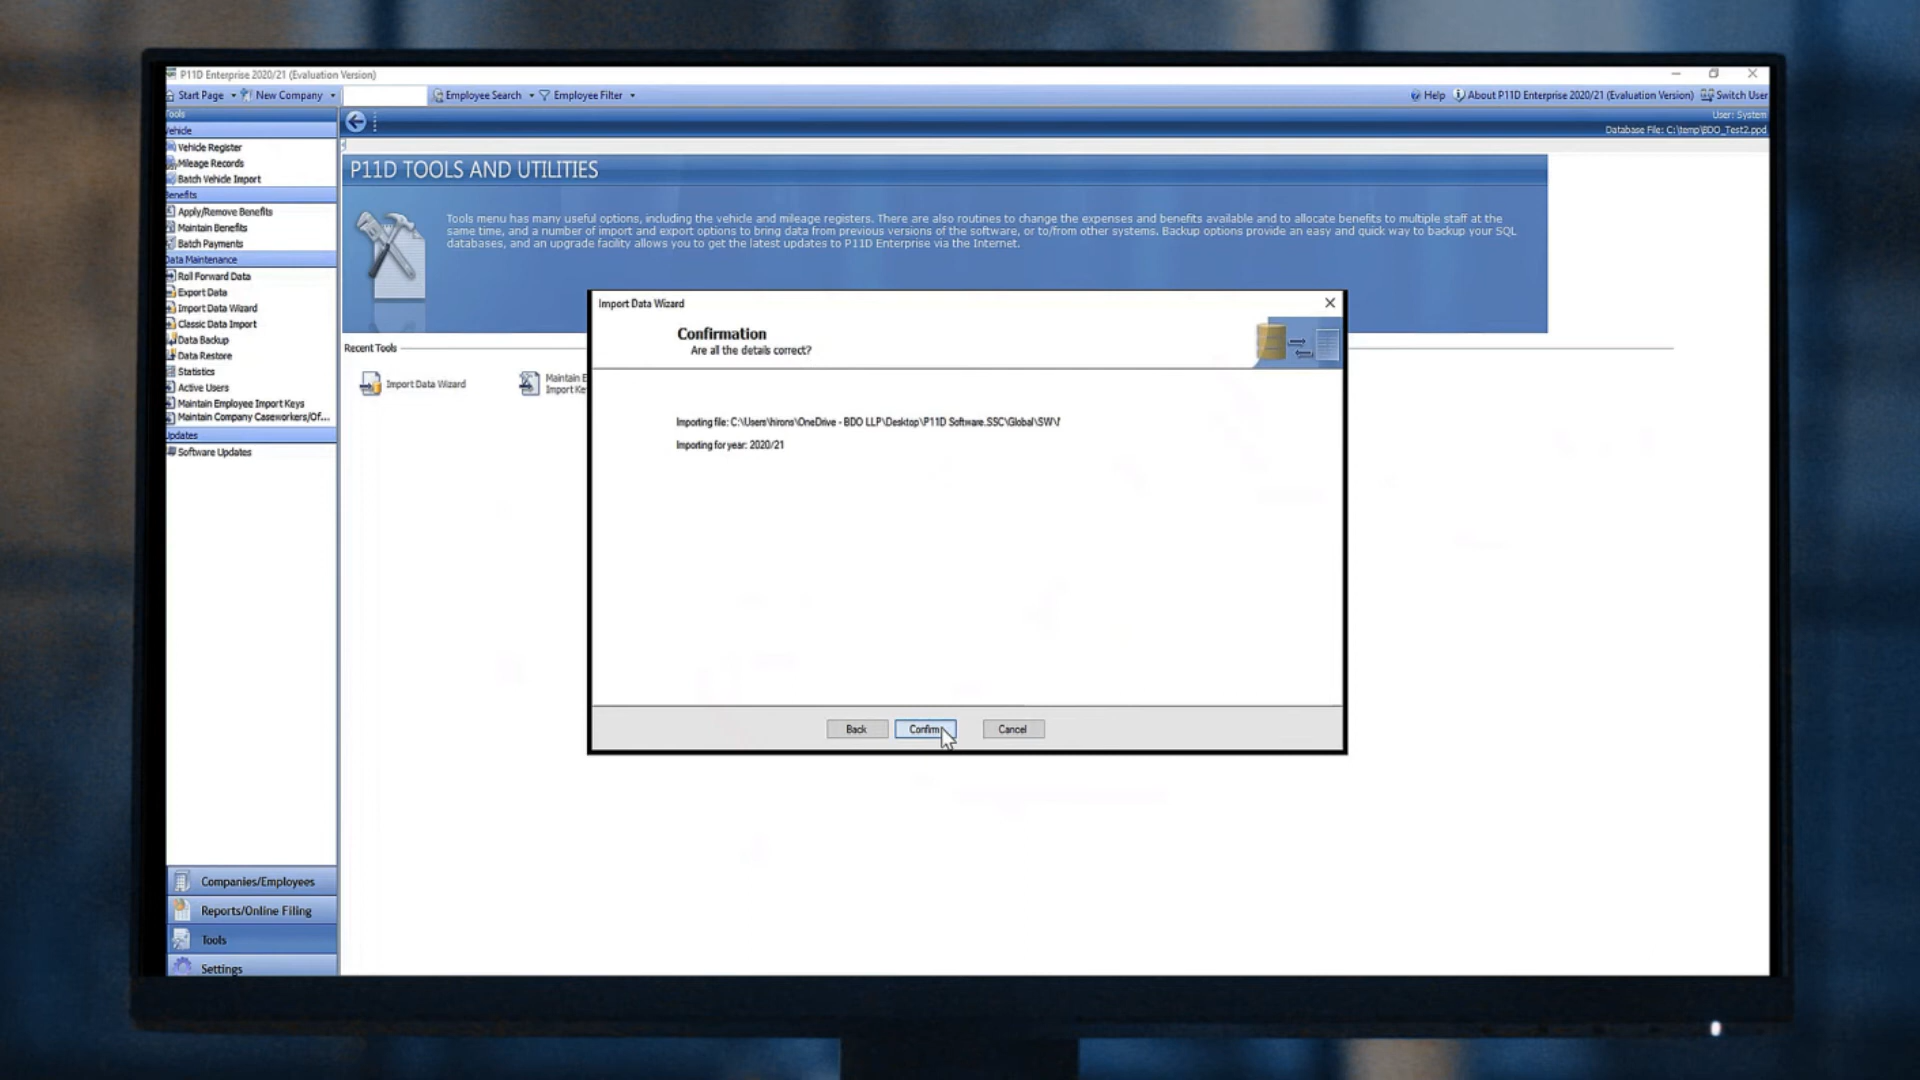 P11D Enterprise 2020/21 (Evaluation Version)
Start Page New Company Employee Search Employee Filter Help About P11D Enterprise 2020/21 (Evaluation Version) Switch User
Tools
User: System
Vehicle
Database File: C:\temp\BDO_Test2.ppd
Vehicle Register
Mileage Records
Batch Vehicle Import
Benefits
Apply/Remove Benefits
Maintain Benefits
Batch Payments
Data Maintenance
Roll Forward Data
Export Data
Import Data Wizard
Classic Data Import
Data Backup
Data Restore
Statistics
Active Users
Maintain Employee Import Keys
Maintain Company Caseworkers/Of...
Updates
Software Updates
Companies/Employees
Reports/Online Filing
Tools
Settings
P11D TOOLS AND UTILITIES
Tools menu has many useful options, including the vehicle and mileage registers. There are also routines to change the expenses and benefits available and to allocate benefits to multiple staff at the
same time, and a number of import and export options to bring data from previous versions of the software, or to/from other systems. Backup options provide an easy and quick way to backup your SQL
databases, and an upgrade facility allows you to get the latest updates to P11D Enterprise via the Internet.
Recent Tools
Import Data Wizard
Maintain E
Import Ke
Import Data Wizard
Confirmation
Are all the details correct?
Importing file: C:\Users\hirons\OneDrive - BDO LLP\Desktop\P11D Software.SSC\Global\SW\f
Importing for year: 2020/21
Back Confirm Cancel